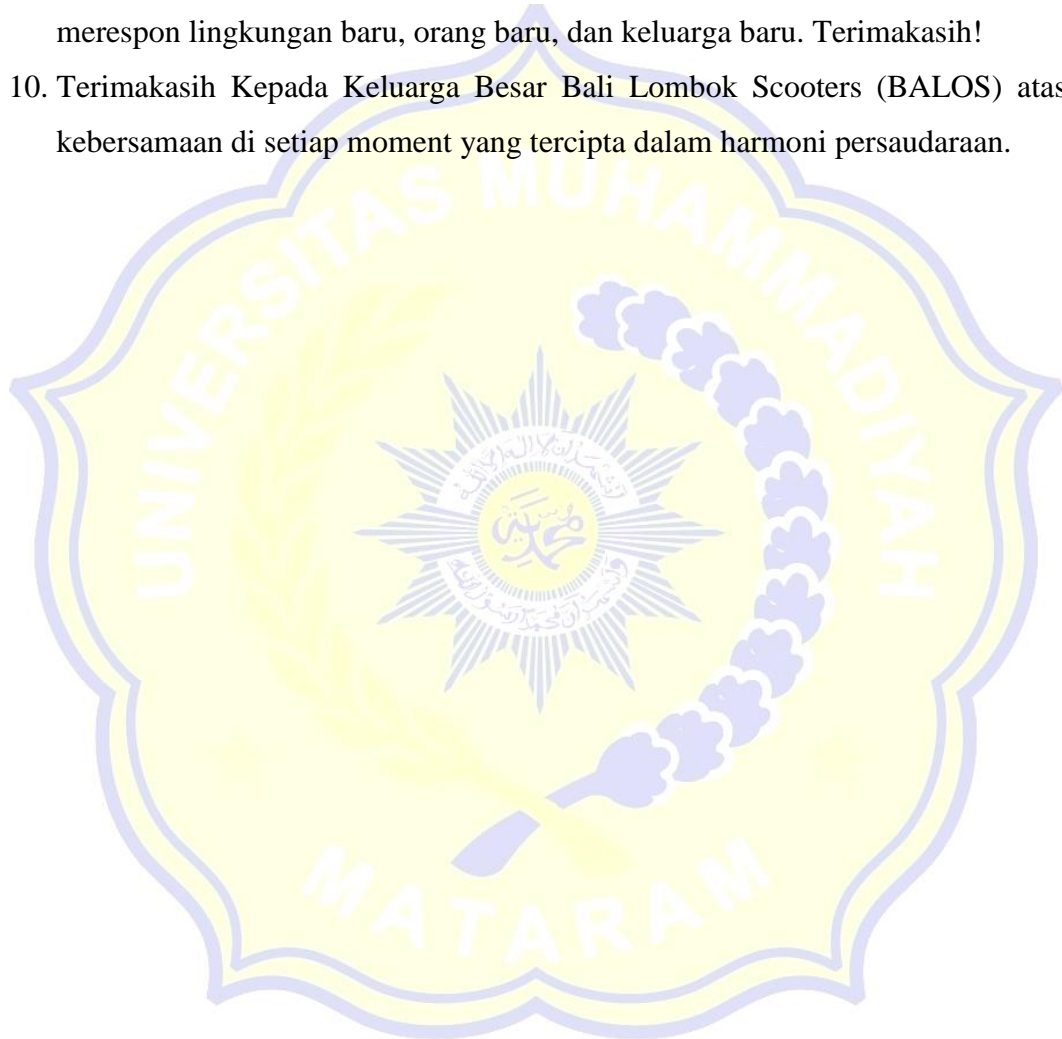 merespon lingkungan baru, orang baru, dan keluarga baru. Terimakasih!
10. Terimakasih Kepada Keluarga Besar Bali Lombok Scooters (BALOS) atas
kebersamaan di setiap moment yang tercipta dalam harmoni persaudaraan.
UNIVERSITAS MUHAMMADIYAH
MATARAM